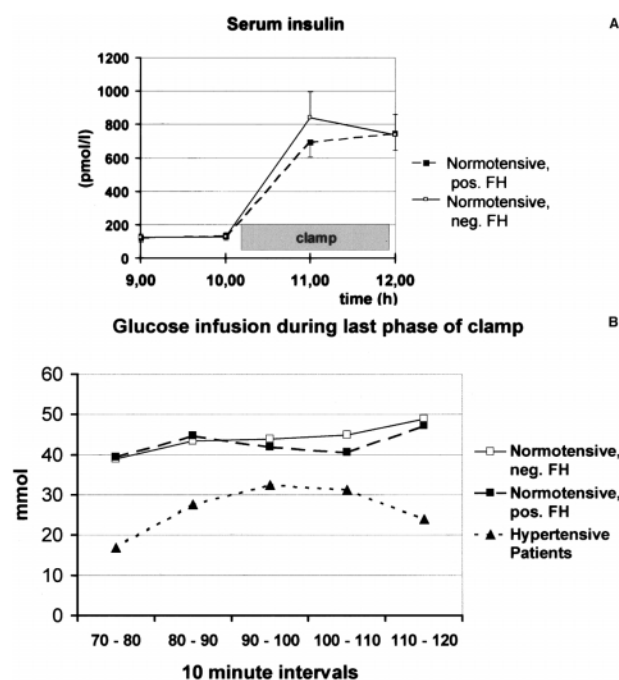 Serum insulin
A
1200
1000
800
600
400
200
0
(pmol/l)
clamp
9,00 10,00 11,00 12,00
time (h)
Normotensive,
pos. FH
Normotensive,
neg. FH
Glucose infusion during last phase of clamp
B
60
50
40
30
20
10
0
mmol
70 - 80 80 - 90 90 - 100 100 - 110 110 - 120
10 minute intervals
Normotensive,
neg. FH
Normotensive,
pos. FH
Hypertensive
Patients